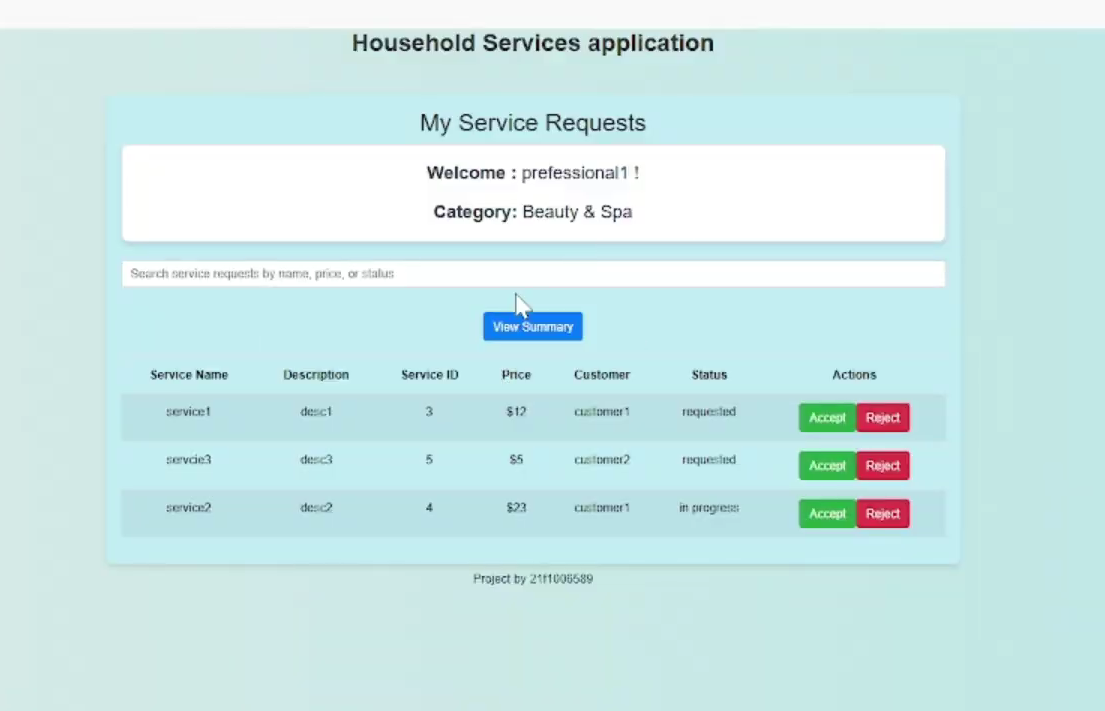 Household Services application
My Service Requests
Welcome : prefessional1 !
Category: Beauty & Spa
Search service requests by name, price, or status
View Summary
Service Name Description Service ID Price Customer Status Actions
service1 desc1 3 $12 customer1 requested Accept Reject
servcie3 desc3 5 $5 customer2 requested Accept Reject
service2 desc2 4 $23 customer1 in progress Accept Reject
Project by 21f1006589